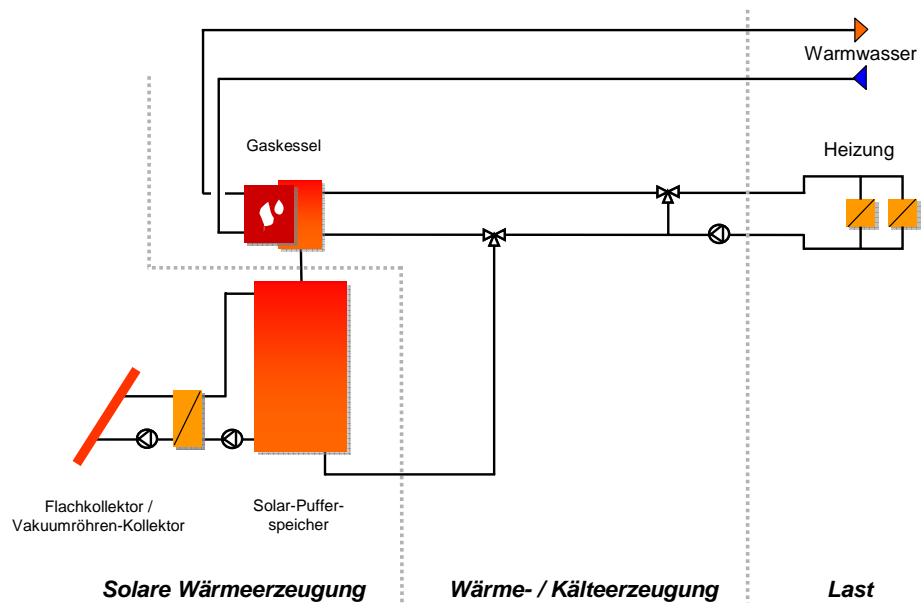 Warmwasser
Gaskessel
Heizung
Flachkollektor /
Vakuumröhren-Kollektor
Solar-Puffer-
speicher
Solare Wärmeerzeugung
Wärme- / Kälteerzeugung
Last